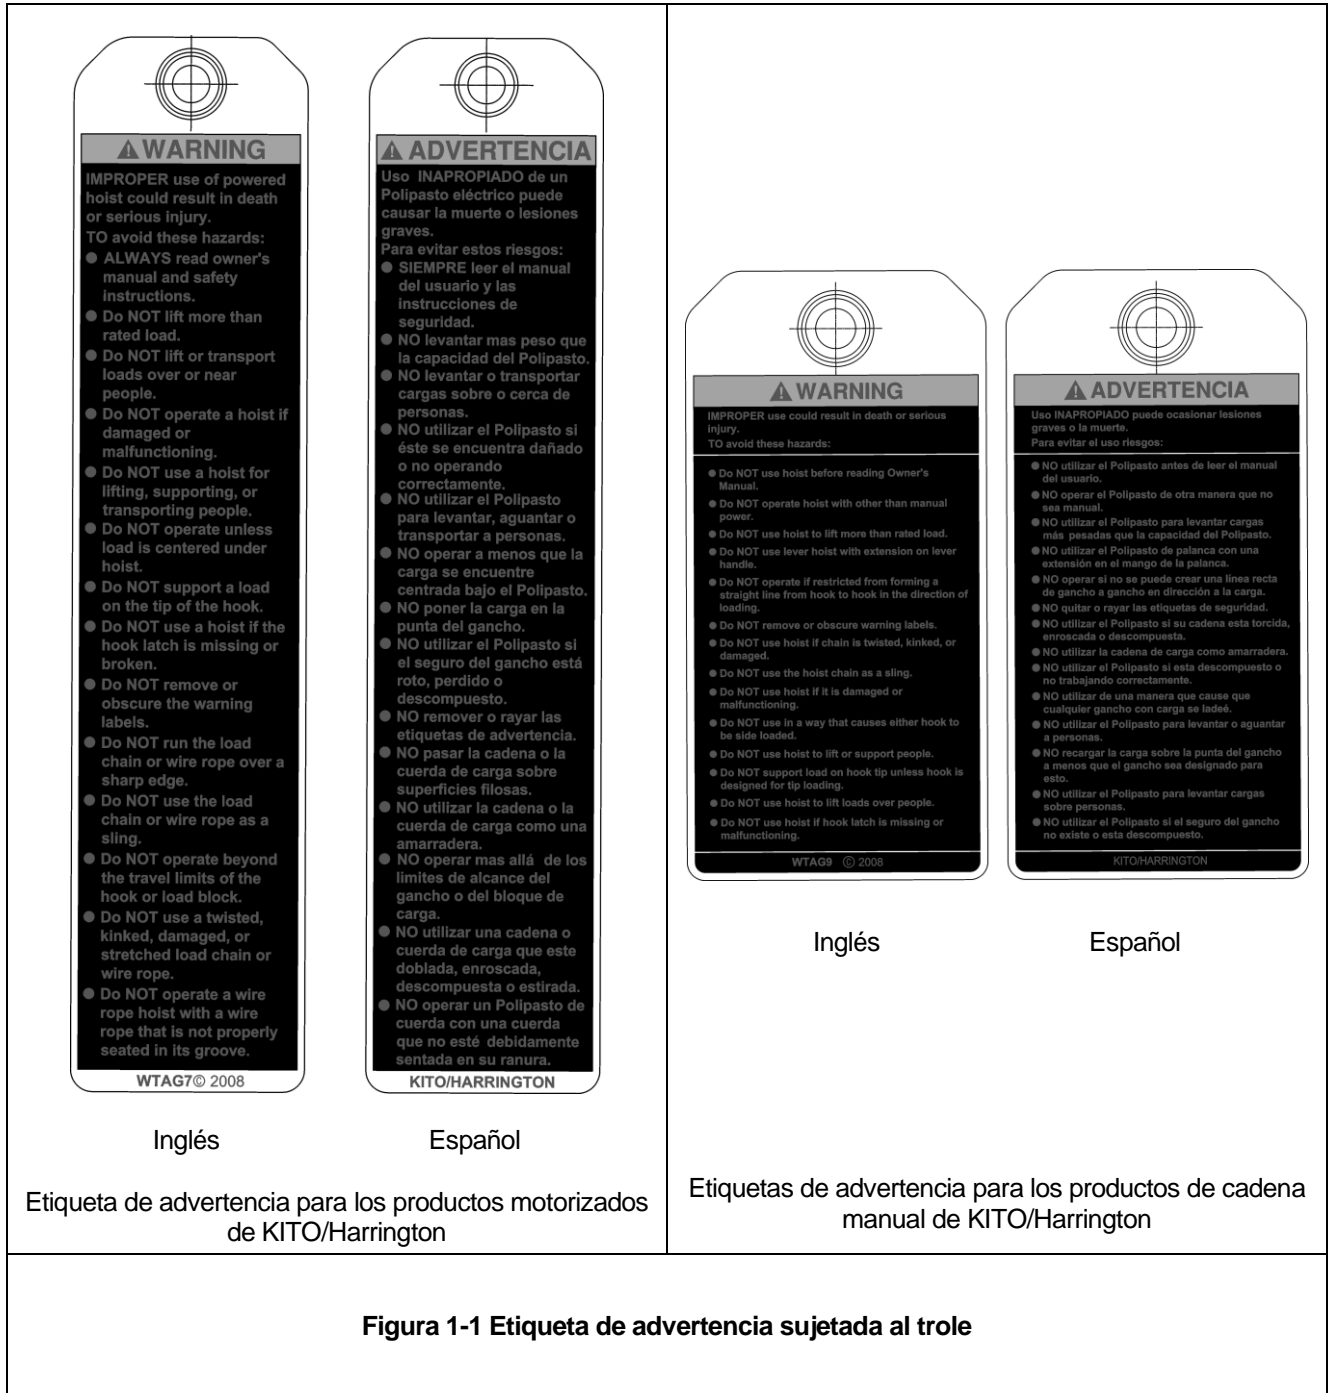 WARNING
IMPROPER use of powered
hoist could result in death
or serious injury.
TO avoid these hazards:
● ALWAYS read owner's
manual and safety
instructions.
● Do NOT lift more than
rated load.
● Do NOT lift or transport
loads over or near
people.
● Do NOT operate a hoist if
damaged or
malfunctioning.
● Do NOT use a hoist for
lifting, supporting, or
transporting people.
● Do NOT operate unless
load is centered under
hoist.
● Do NOT support a load
on the tip of the hook.
● Do NOT use a hoist if the
hook latch is missing or
broken.
● Do NOT remove or
obscure the warning
labels.
● Do NOT run the load
chain or wire rope over a
sharp edge.
● Do NOT use the load
chain or wire rope as a
sling.
● Do NOT operate beyond
the travel limits of the
hook or load block.
● Do NOT use a twisted,
kinked, damaged, or
stretched load chain or
wire rope.
● Do NOT operate a wire
rope hoist with a wire
rope that is not properly
seated in its groove.
WTAG7© 2008
Inglés
ADVERTENCIA
Uso INAPROPIADO de un
Polipasto eléctrico puede
causar la muerte o lesiones
graves.
Para evitar estos riesgos:
● SIEMPRE leer el manual
del usuario y las
instrucciones de
seguridad.
● NO levantar mas peso que
la capacidad del Polipasto.
● NO levantar o transportar
cargas sobre o cerca de
personas.
● NO utilizar el Polipasto si
éste se encuentra dañado
o no operando
correctamente.
● NO utilizar el Polipasto
para levantar, aguantar o
transportar a personas.
● NO operar a menos que la
carga se encuentre
centrada bajo el Polipasto.
● NO poner la carga en la
punta del gancho.
● NO utilizar el Polipasto si
el seguro del gancho está
roto, perdido o
descompuesto.
● NO remover o rayar las
etiquetas de advertencia.
● NO pasar la cadena o la
cuerda de carga sobre
superficies filosas.
● NO utilizar la cadena o la
cuerda de carga como una
amarradera.
● NO operar mas allá de los
limites de alcance del
gancho o del bloque de
carga.
● NO utilizar una cadena o
cuerda de carga que este
doblada, enroscada,
descompuesta o estirada.
● NO operar un Polipasto de
cuerda con una cuerda
que no esté debidamente
sentada en su ranura.
KITO/HARRINGTON
Español
Etiqueta de advertencia para los productos motorizados
de KITO/Harrington
WARNING
IMPROPER use could result in death or serious
injury.
TO avoid these hazards:
● Do NOT use hoist before reading Owner's
Manual.
● Do NOT operate hoist with other than manual
power.
● Do NOT use hoist to lift more than rated load.
● Do NOT use lever hoist with extension on lever
handle.
● Do NOT operate if restricted from forming a
straight line from hook to hook in the direction of
loading.
● Do NOT remove or obscure warning labels.
● Do NOT use hoist if chain is twisted, kinked, or
damaged.
● Do NOT use the hoist chain as a sling.
● Do NOT use hoist if it is damaged or
malfunctioning.
● Do NOT use in a way that causes either hook to
be side loaded.
● Do NOT use hoist to lift or support people.
● Do NOT support load on hook tip unless hook is
designed for tip loading.
● Do NOT use hoist to lift loads over people.
● Do NOT use hoist if hook latch is missing or
malfunctioning.
WTAG9 © 2008
Inglés
ADVERTENCIA
Uso INAPROPIADO puede ocasionar lesiones
graves o la muerte.
Para evitar el uso riesgos:
● NO utilizar el Polipasto antes de leer el manual
del usuario.
● NO operar el Polipasto de otra manera que no
sea manual.
● NO utilizar el Polipasto para levantar cargas
más pesadas que la capacidad del Polipasto.
● NO utilizar el Polipasto de palanca con una
extensión en el mango de la palanca.
● NO operar si no se puede crear una línea recta
de gancho a gancho en dirección a la carga.
● NO quitar o rayar las etiquetas de seguridad.
● NO utilizar el Polipasto si su cadena esta torcida,
enroscada o descompuesta.
● NO utilizar la cadena de carga como amarradera.
● NO utilizar el Polipasto si esta descompuesto o
no trabajando correctamente.
● NO utilizar de una manera que cause que
cualquier gancho con carga se ladeé.
● NO utilizar el Polipasto para levantar o aguantar
a personas.
● NO recargar la carga sobre la punta del gancho
a menos que el gancho sea designado para
esto.
● NO utilizar el Polipasto para levantar cargas
sobre personas.
● NO utilizar el Polipasto si el seguro del gancho
no existe o esta descompuesto.
KITO/HARRINGTON
Español
Etiquetas de advertencia para los productos de cadena
manual de KITO/Harrington
Figura 1-1 Etiqueta de advertencia sujetada al trole